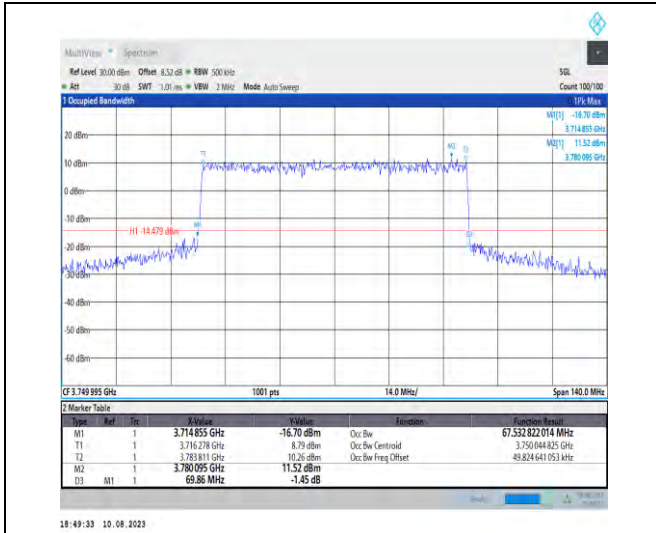 MultiView Spectrum
Ref Level 30.00 dBm Offset 8.52 dB RBW 500 kHz SGL
Att 30 dB SWT 1.01 ms VBW 2 MHz Mode Auto Sweep Count 100/100
1 Occupied Bandwidth 1Pk Max
M1[1] -16.70 dBm
3.714 855 GHz
20 dBm
M2[1] 11.52 dBm
3.780 095 GHz
M2
T2
T1
10 dBm
0 dBm
-10 dBm
M1
H1 -14.479 dBm
D3
-20 dBm
-40 dBm
-50 dBm
-60 dBm
CF 3.749 995 GHz 1001 pts 14.0 MHz/ Span 140.0 MHz
2 Marker Table
Type Ref Trc X-Value Y-Value Function Function Result
M1 1 3.714 855 GHz -16.70 dBm Occ Bw 67.532 822 014 MHz
T1 1 3.716 278 GHz 8.79 dBm Occ Bw Centroid 3.750 044 825 GHz
T2 1 3.783 811 GHz 10.26 dBm Occ Bw Freq Offset 49.824 641 053 kHz
M2 1 3.780 095 GHz 11.52 dBm
D3 M1 1 69.86 MHz -1.45 dB
18:49:33 10.08.2023